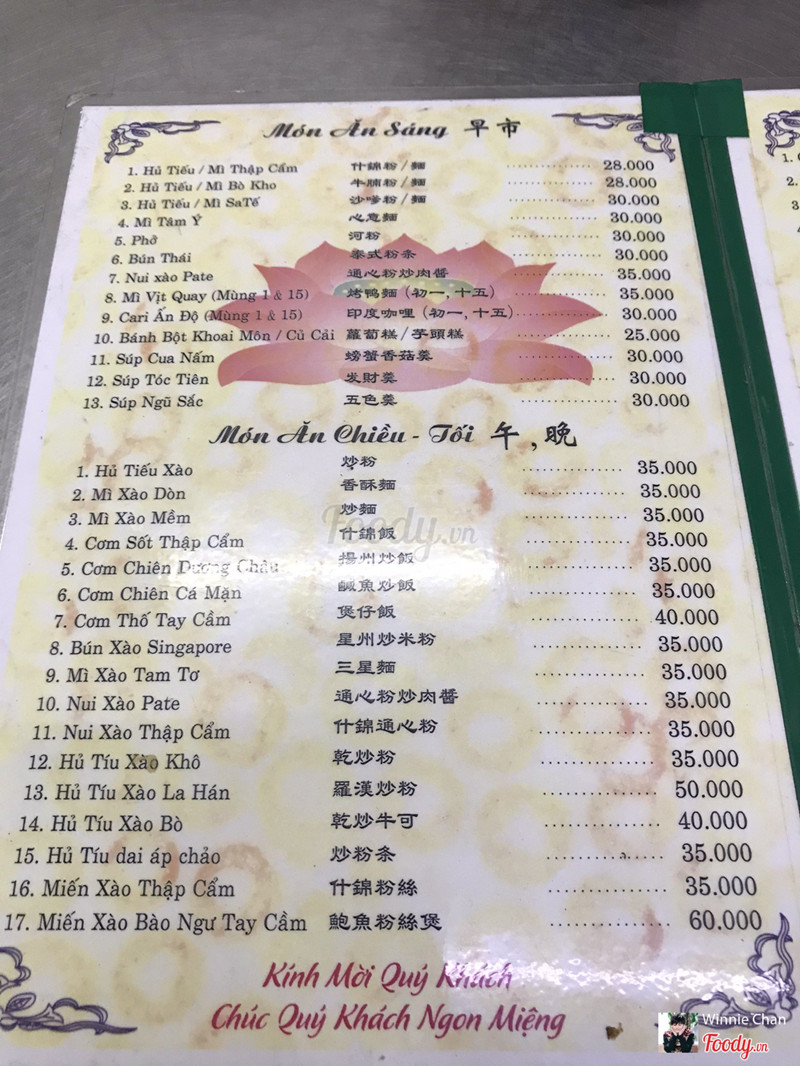 Món Ăn Sáng 早市
1. Hủ Tiếu / Mì Thập Cẩm 什錦粉 / 麵 28.000
2. Hủ Tiếu / Mì Bò Kho 牛腩粉 / 麵 28.000
3. Hủ Tiếu / Mì SaTế 沙嗲粉 / 麵 30.000
4. Mì Tâm Ý 心意麵 30.000
5. Phở 河粉 30.000
6. Bún Thái 泰式粉条 30.000
7. Nui xào Pate 通心粉炒肉醬 35.000
8. Mì Vịt Quay (Mùng 1 & 15) 烤鴨麵 (初一, 十五) 35.000
9. Cari Ấn Độ (Mùng 1 & 15) 印度咖哩 (初一, 十五) 30.000
10. Bánh Bột Khoai Môn / Củ Cải 蘿蔔糕 / 芋頭糕 25.000
11. Súp Cua Nấm 螃蟹香菇羹 30.000
12. Súp Tóc Tiên 发財羹 30.000
13. Súp Ngũ Sắc 五色羹 30.000
Món Ăn Chiều - Tối 午 , 晚
1. Hủ Tiếu Xào 炒粉 35.000
2. Mì Xào Dòn 香酥麵 35.000
3. Mì Xào Mềm 炒麵 35.000
4. Cơm Sốt Thập Cẩm 什錦飯 35.000
5. Cơm Chiên Dương Châu 揚州炒飯 35.000
6. Cơm Chiên Cá Mặn 鹹魚炒飯 35.000
7. Cơm Thố Tay Cầm 煲仔飯 40.000
8. Bún Xào Singapore 星州炒米粉 35.000
9. Mì Xào Tam Tơ 三星麵 35.000
10. Nui Xào Pate 通心粉炒肉醬 35.000
11. Nui Xào Thập Cẩm 什錦通心粉 35.000
12. Hủ Tíu Xào Khô 乾炒粉 35.000
13. Hủ Tíu Xào La Hán 羅漢炒粉 50.000
14. Hủ Tíu Xào Bò 乾炒牛可 40.000
15. Hủ Tíu dai áp chảo 炒粉条 35.000
16. Miến Xào Thập Cẩm 什錦粉絲 35.000
17. Miến Xào Bào Ngư Tay Cầm 鮑魚粉絲煲 60.000
Kính Mời Quý Khách
Chúc Quý Khách Ngon Miệng
Foody.vn
Winnie Chan
Foody.vn